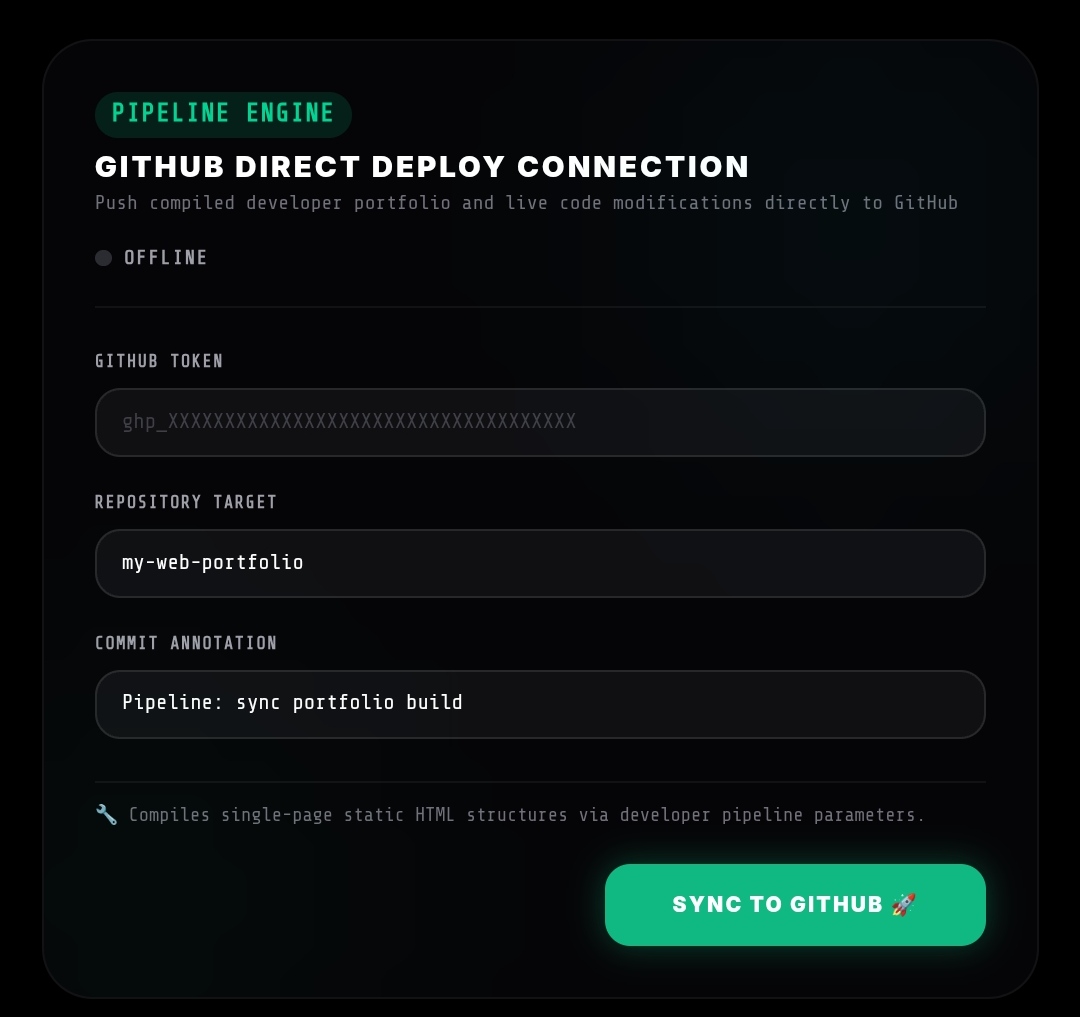 PIPELINE ENGINE
GITHUB DIRECT DEPLOY CONNECTION
Push compiled developer portfolio and live code modifications directly to GitHub
OFFLINE
GITHUB TOKEN
ghp_XXXXXXXXXXXXXXXXXXXXXXXXXXXXXXXXXXXX
REPOSITORY TARGET
my-web-portfolio
COMMIT ANNOTATION
Pipeline: sync portfolio build
🔧 Compiles single-page static HTML structures via developer pipeline parameters.
SYNC TO GITHUB 🚀